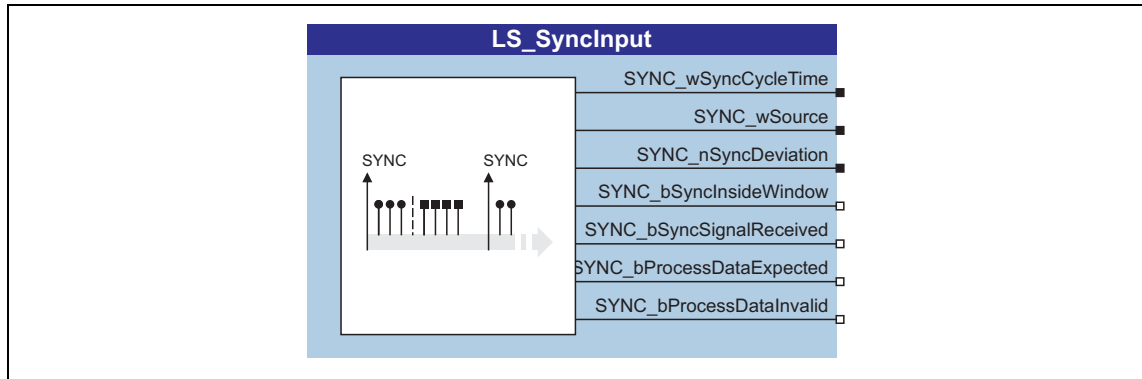 LS_SyncInput
SYNC_wSyncCycleTime
SYNC_wSource
SYNC_nSyncDeviation
SYNC SYNC
SYNC_bSyncInsideWindow
SYNC_bSyncSignalReceived
SYNC_bProcessDataExpected
SYNC_bProcessDataInvalid